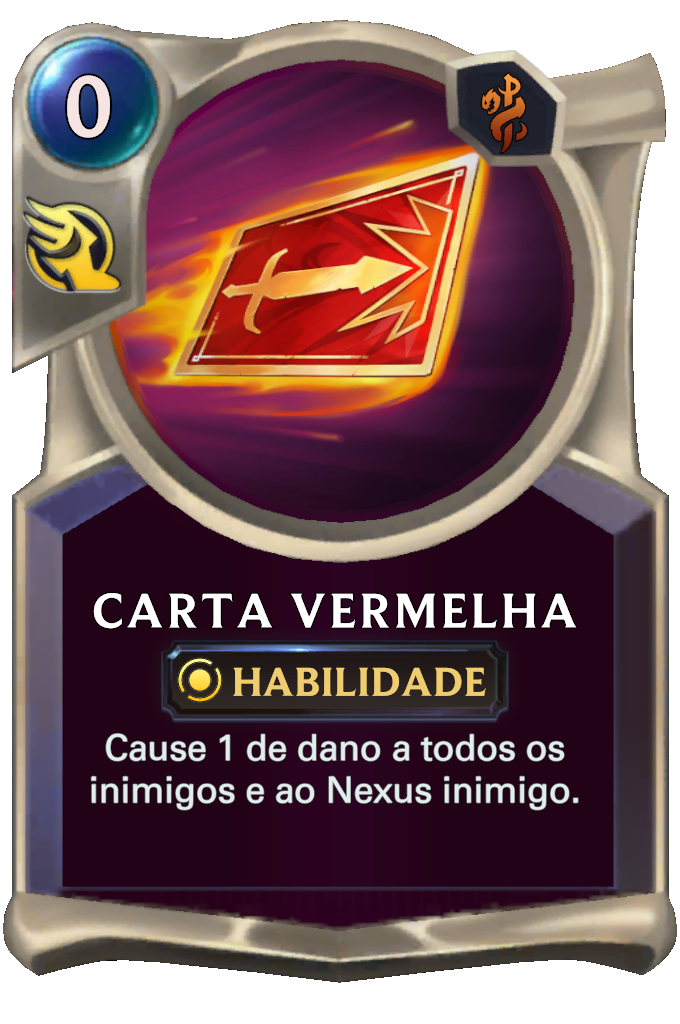 0
CARTA VERMELHA
HABILIDADE
Cause 1 de dano a todos os
inimigos e ao Nexus inimigo.